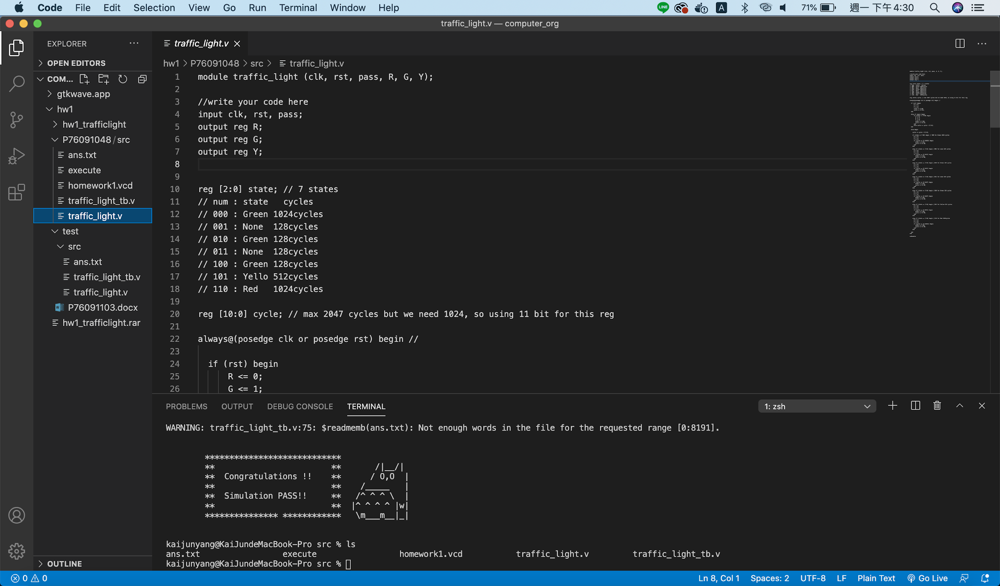 Code File Edit Selection View Go Run Terminal Window Help LINE A 71% 週一 下午4:30
traffic_light.v — computer_org
EXPLORER ···
OPEN EDITORS
COM...
gtkwave.app
hw1
hw1_trafficlight
P76091048/src
ans.txt
execute
homework1.vcd
traffic_light_tb.v
traffic_light.v
test
src
ans.txt
traffic_light_tb.v
traffic_light.v
P76091103.docx
hw1_trafficlight.rar
OUTLINE
traffic_light.v
hw1 > P76091048 > src > traffic_light.v
1 module traffic_light (clk, rst, pass, R, G, Y);
2
3 //write your code here
4 input clk, rst, pass;
5 output reg R;
6 output reg G;
7 output reg Y;
8
9
10 reg [2:0] state; // 7 states
11 // num : state   cycles
12 // 000 : Green 1024cycles
13 // 001 : None  128cycles
14 // 010 : Green 128cycles
15 // 011 : None  128cycles
16 // 100 : Green 128cycles
17 // 101 : Yello 512cycles
18 // 110 : Red   1024cycles
19
20 reg [10:0] cycle; // max 2047 cycles but we need 1024, so using 11 bit for this reg
21
22 always@(posedge clk or posedge rst) begin //
23
24   if (rst) begin
25       R <= 0;
26       G <= 1;
PROBLEMS OUTPUT DEBUG CONSOLE TERMINAL 1: zsh
WARNING: traffic_light_tb.v:75: $readmemb(ans.txt): Not enough words in the file for the requested range [0:8191].
****************************
**                        **       /|__/|
**  Congratulations !!    **      / O,O  |
**                        **    /_____   |
**  Simulation PASS!!     **   /^ ^ ^ \  |
**                        **  |^ ^ ^ ^ |w|
*************** ************   \m___m__|_|
kaijunyang@KaiJundeMacBook-Pro src % ls
ans.txt execute homework1.vcd traffic_light.v traffic_light_tb.v
kaijunyang@KaiJundeMacBook-Pro src %
0 0 Ln 8, Col 1 Spaces: 2 UTF-8 LF Plain Text Go Live